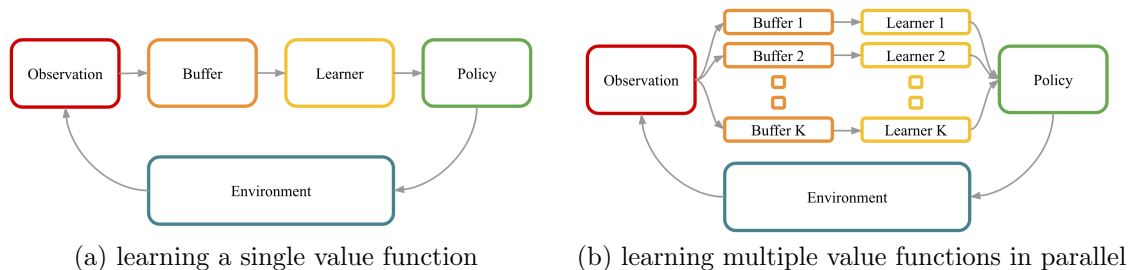 Observation
Buffer
Learner
Policy
Environment
(a) learning a single value function
Observation
Buffer 1
Learner 1
Buffer 2
Learner 2
Buffer K
Learner K
Policy
Environment
(b) learning multiple value functions in parallel